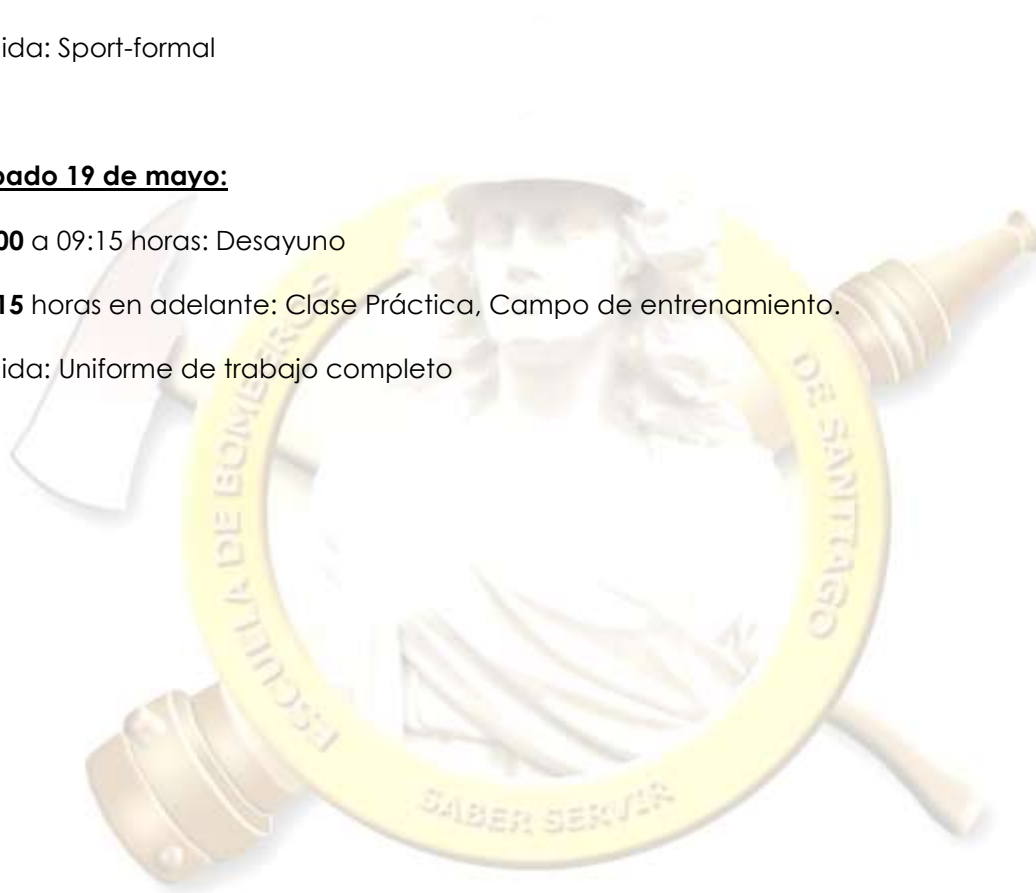 ida: Sport-formal
bado 19 de mayo:
00 a 09:15 horas: Desayuno
15 horas en adelante: Clase Práctica, Campo de entrenamiento.
ida: Uniforme de trabajo completo
ESCUELA DE BOMBEROS
DE SANTIAGO
SABER SERVIR